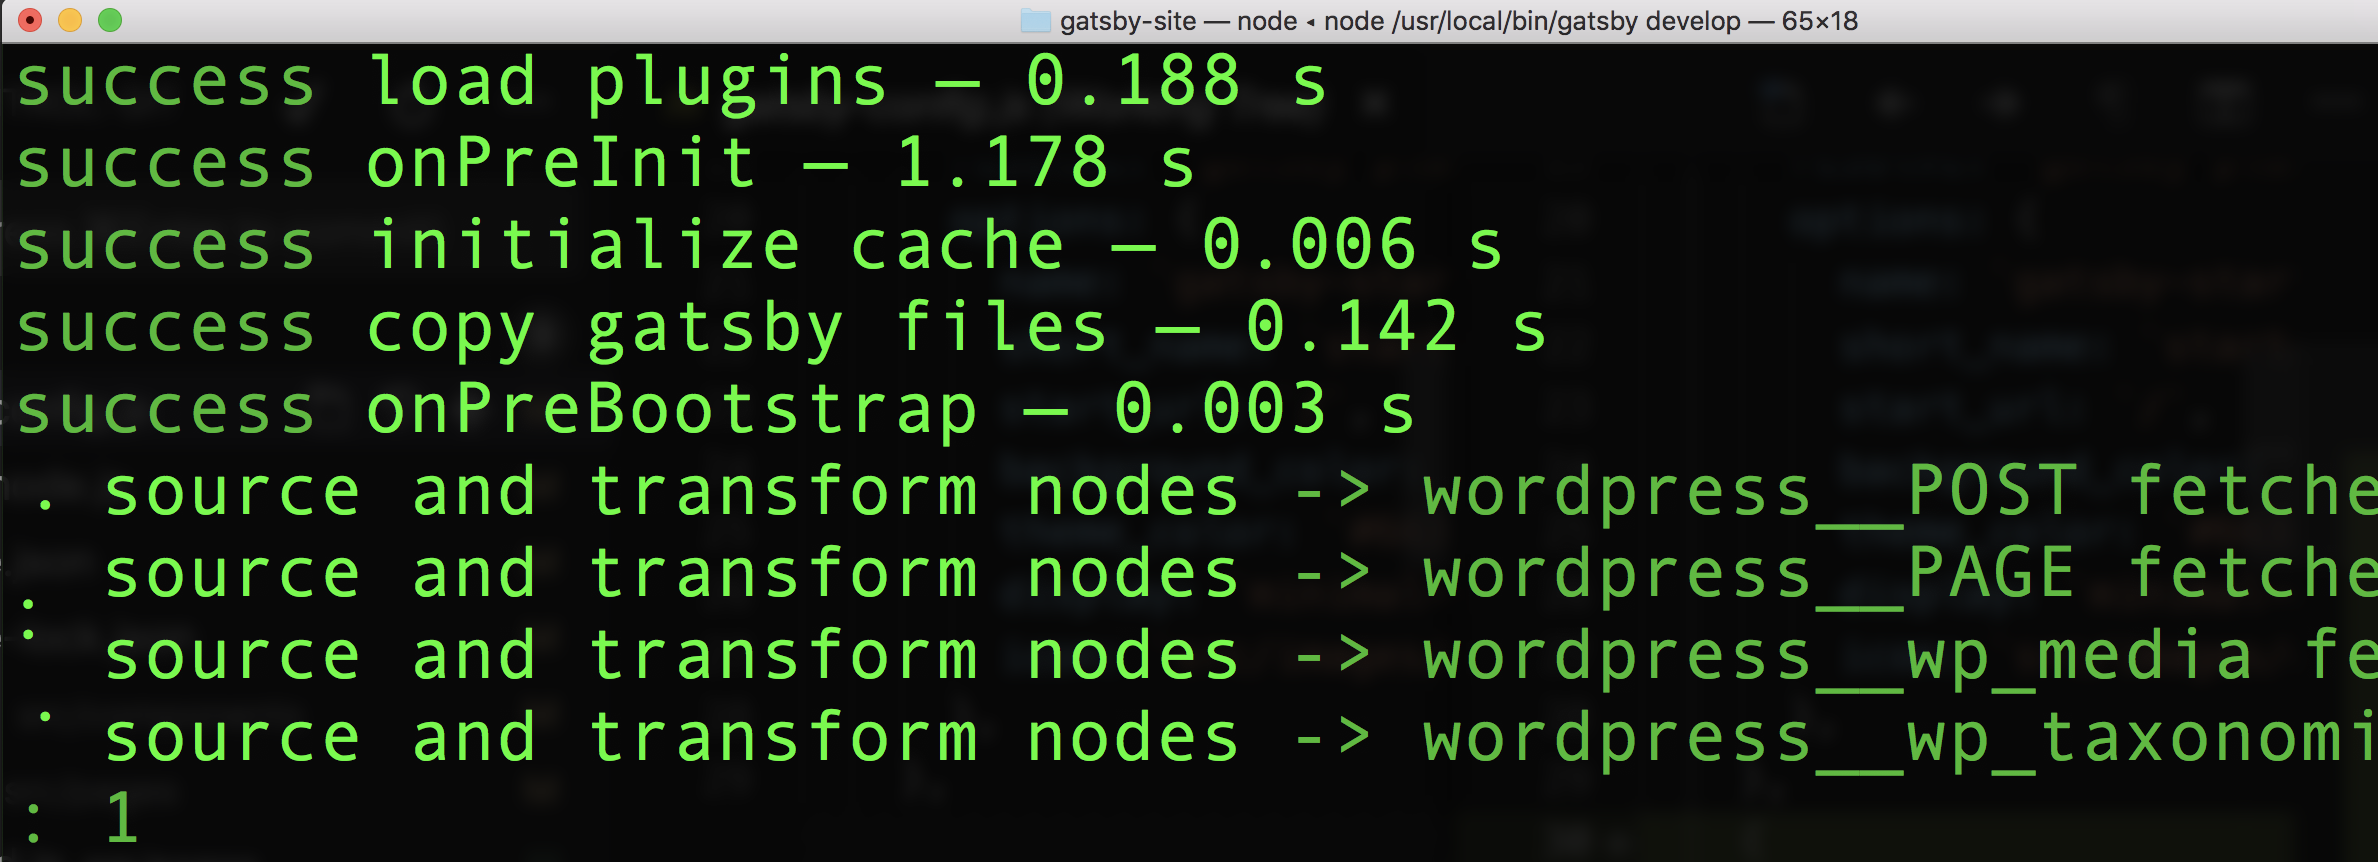 gatsby-site — node ◂ node /usr/local/bin/gatsby develop — 65×18
success load plugins — 0.188 s
success onPreInit — 1.178 s
success initialize cache — 0.006 s
success copy gatsby files — 0.142 s
success onPreBootstrap — 0.003 s
⠠ source and transform nodes -> wordpress__POST fetche
⡀ source and transform nodes -> wordpress__PAGE fetche
⠁ source and transform nodes -> wordpress__wp_media fe
⠈ source and transform nodes -> wordpress__wp_taxonomi
: 1